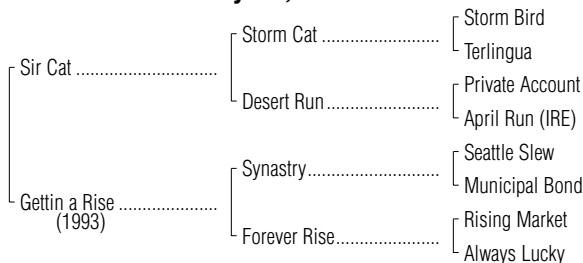 Storm Bird
Storm Cat ..............................
Terlingua
Sir Cat .............................
Private Account
Desert Run .............................
April Run (IRE)
Seattle Slew
Synastry.................................
Municipal Bond
Gettin a Rise ....................
(1993)
Rising Market
Forever Rise..........................
Always Lucky